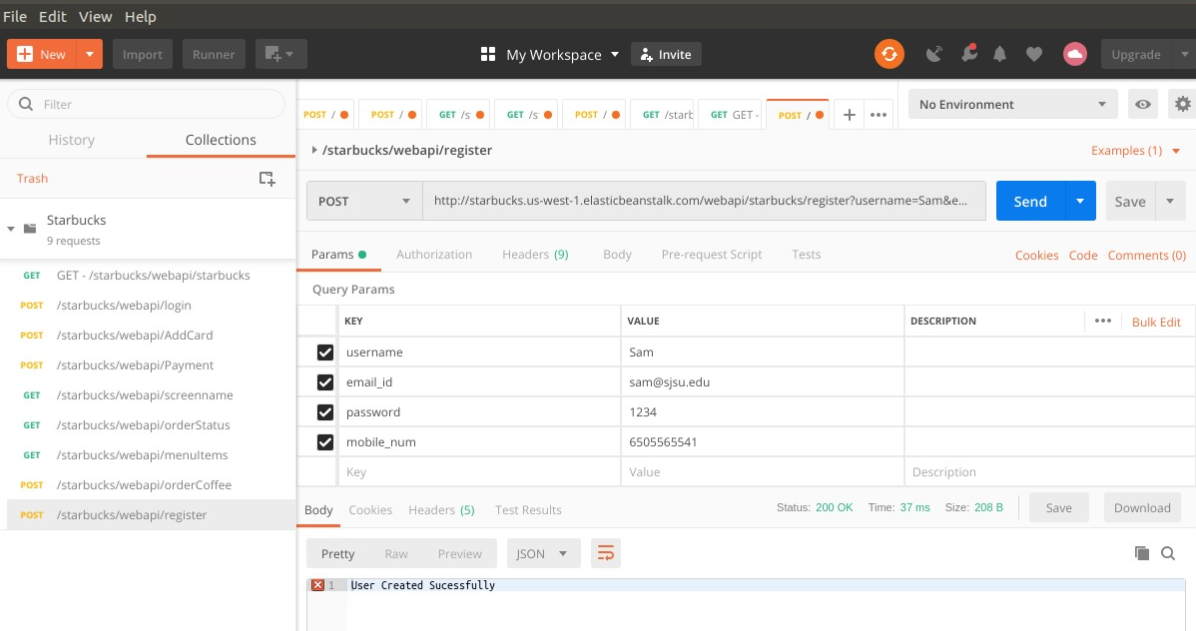 File Edit View Help
New Import Runner My Workspace Invite Upgrade
Filter
History Collections
Trash
Starbucks
9 requests
GET GET - /starbucks/webapi/starbucks
POST /starbucks/webapi/login
POST /starbucks/webapi/AddCard
POST /starbucks/webapi/Payment
GET /starbucks/webapi/screenname
GET /starbucks/webapi/orderStatus
GET /starbucks/webapi/menuItems
POST /starbucks/webapi/orderCoffee
POST /starbucks/webapi/register
POST / POST / GET /s GET /s POST / GET /starb GET GET - POST / No Environment
/starbucks/webapi/register Examples (1)
POST http://starbucks.us-west-1.elasticbeanstalk.com/webapi/starbucks/register?username=Sam&e... Send Save
Params Authorization Headers (9) Body Pre-request Script Tests Cookies Code Comments (0)
Query Params
KEY VALUE DESCRIPTION Bulk Edit
username Sam
email_id sam@sjsu.edu
password 1234
mobile_num 6505565541
Key Value Description
Body Cookies Headers (5) Test Results Status: 200 OK Time: 37 ms Size: 208 B Save Download
Pretty Raw Preview JSON
1 User Created Sucessfully